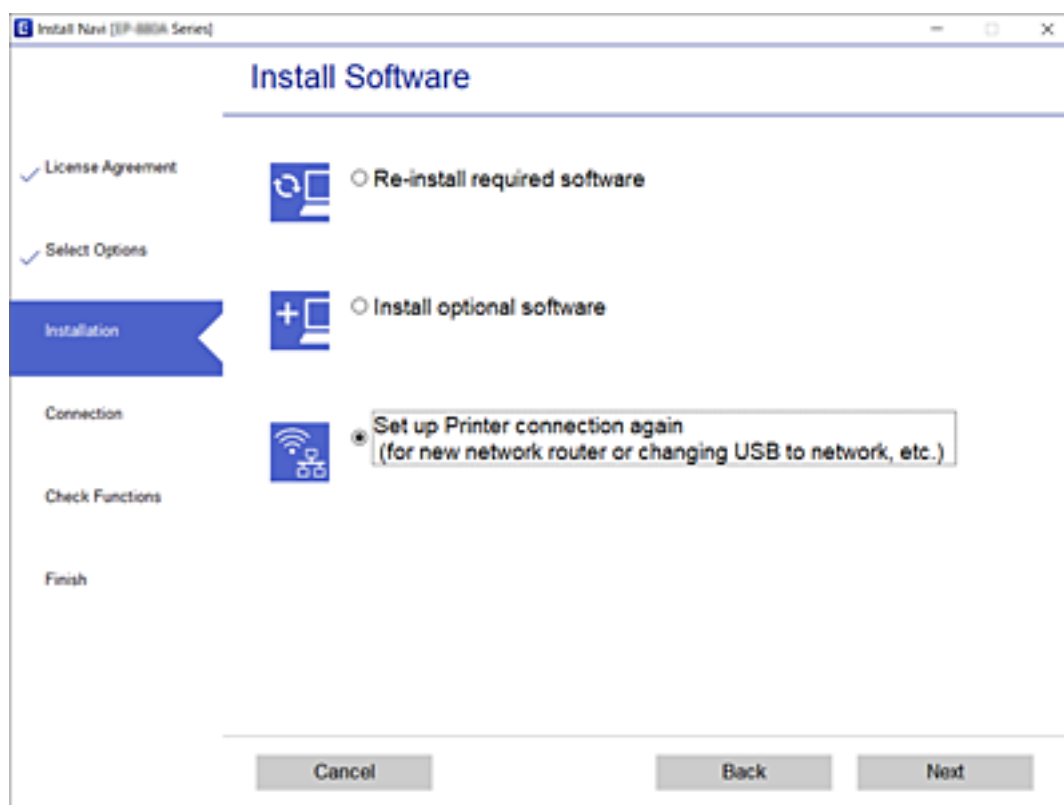 Install Navi [ Series]
Install Software
License Agreement
Select Options
Installation
Connection
Check Functions
Finish
Re-install required software
Install optional software
Set up Printer connection again
(for new network router or changing USB to network, etc.)
Cancel
Back
Next